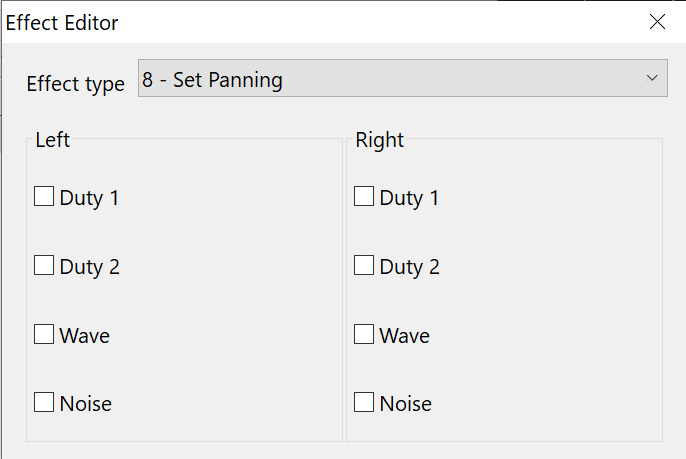 Effect Editor
Effect type 8 - Set Panning
Left
Duty 1
Duty 2
Wave
Noise
Right
Duty 1
Duty 2
Wave
Noise